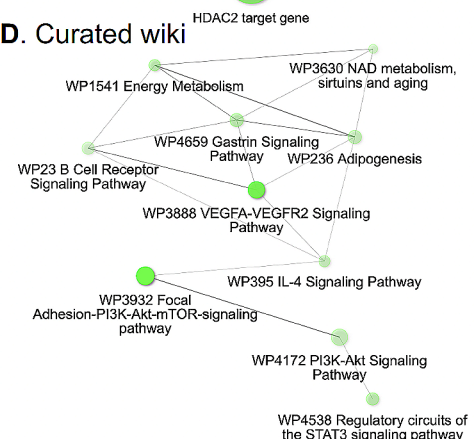 HDAC2 target gene
D. Curated wiki
WP3630 NAD metabolism,
sirtuins and aging
WP1541 Energy Metabolism
WP4659 Gastrin Signaling
Pathway
WP236 Adipogenesis
WP23 B Cell Receptor
Signaling Pathway
WP3888 VEGFA-VEGFR2 Signaling
Pathway
WP395 IL-4 Signaling Pathway
WP3932 Focal
Adhesion-PI3K-Akt-mTOR-signaling
pathway
WP4172 PI3K-Akt Signaling
Pathway
WP4538 Regulatory circuits of
the STAT3 signaling pathway